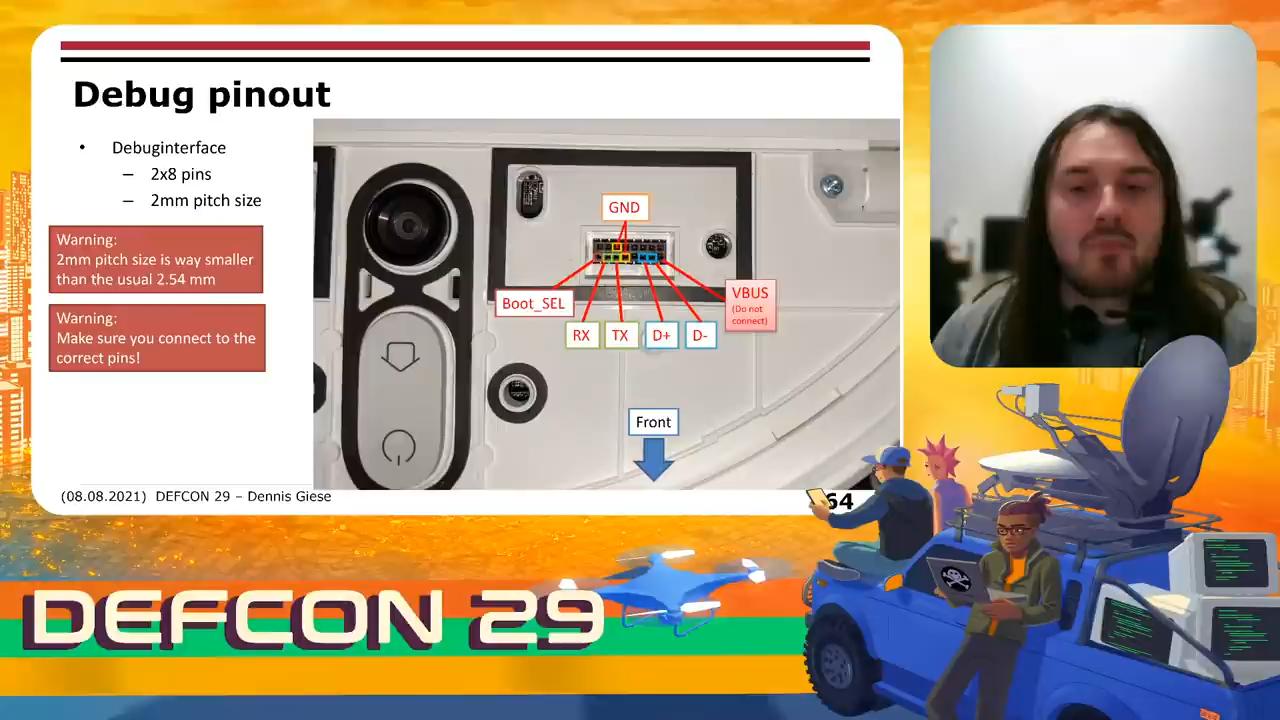 Debug pinout
• Debuginterface
– 2x8 pins
– 2mm pitch size
Warning:
2mm pitch size is way smaller
than the usual 2.54 mm
Warning:
Make sure you connect to the
correct pins!
GND
Boot_SEL
RX
TX
D+
D-
VBUS
(Do not
connect)
Front
(08.08.2021) DEFCON 29 – Dennis Giese
64
DEFCON 29